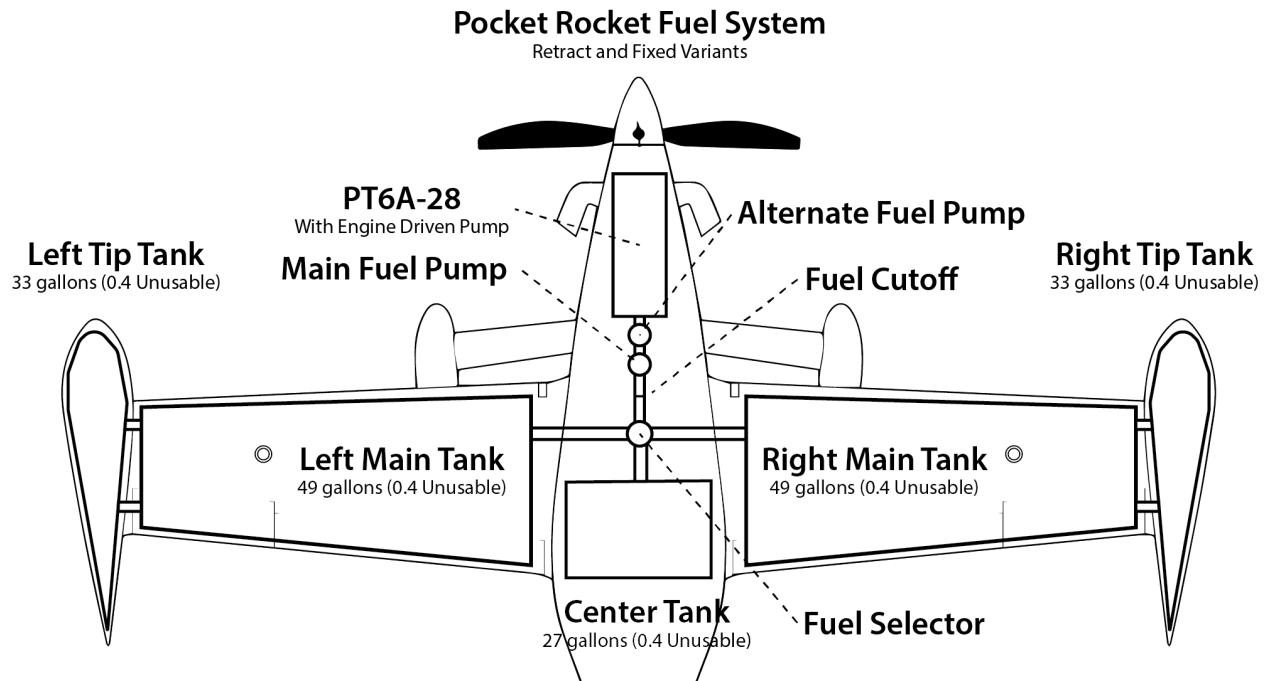 Pocket Rocket Fuel System
Retract and Fixed Variants
PT6A-28
With Engine Driven Pump
Alternate Fuel Pump
Left Tip Tank
33 gallons (0.4 Unusable)
Main Fuel Pump
Fuel Cutoff
Right Tip Tank
33 gallons (0.4 Unusable)
Left Main Tank
49 gallons (0.4 Unusable)
Right Main Tank
49 gallons (0.4 Unusable)
Center Tank
27 gallons (0.4 Unusable)
Fuel Selector